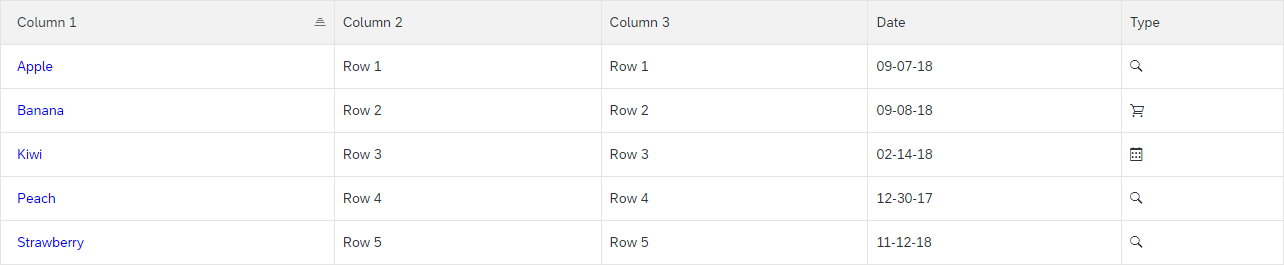 Column 1 Column 2 Column 3 Date Type
Apple Row 1 Row 1 09-07-18
Banana Row 2 Row 2 09-08-18
Kiwi Row 3 Row 3 02-14-18
Peach Row 4 Row 4 12-30-17
Strawberry Row 5 Row 5 11-12-18